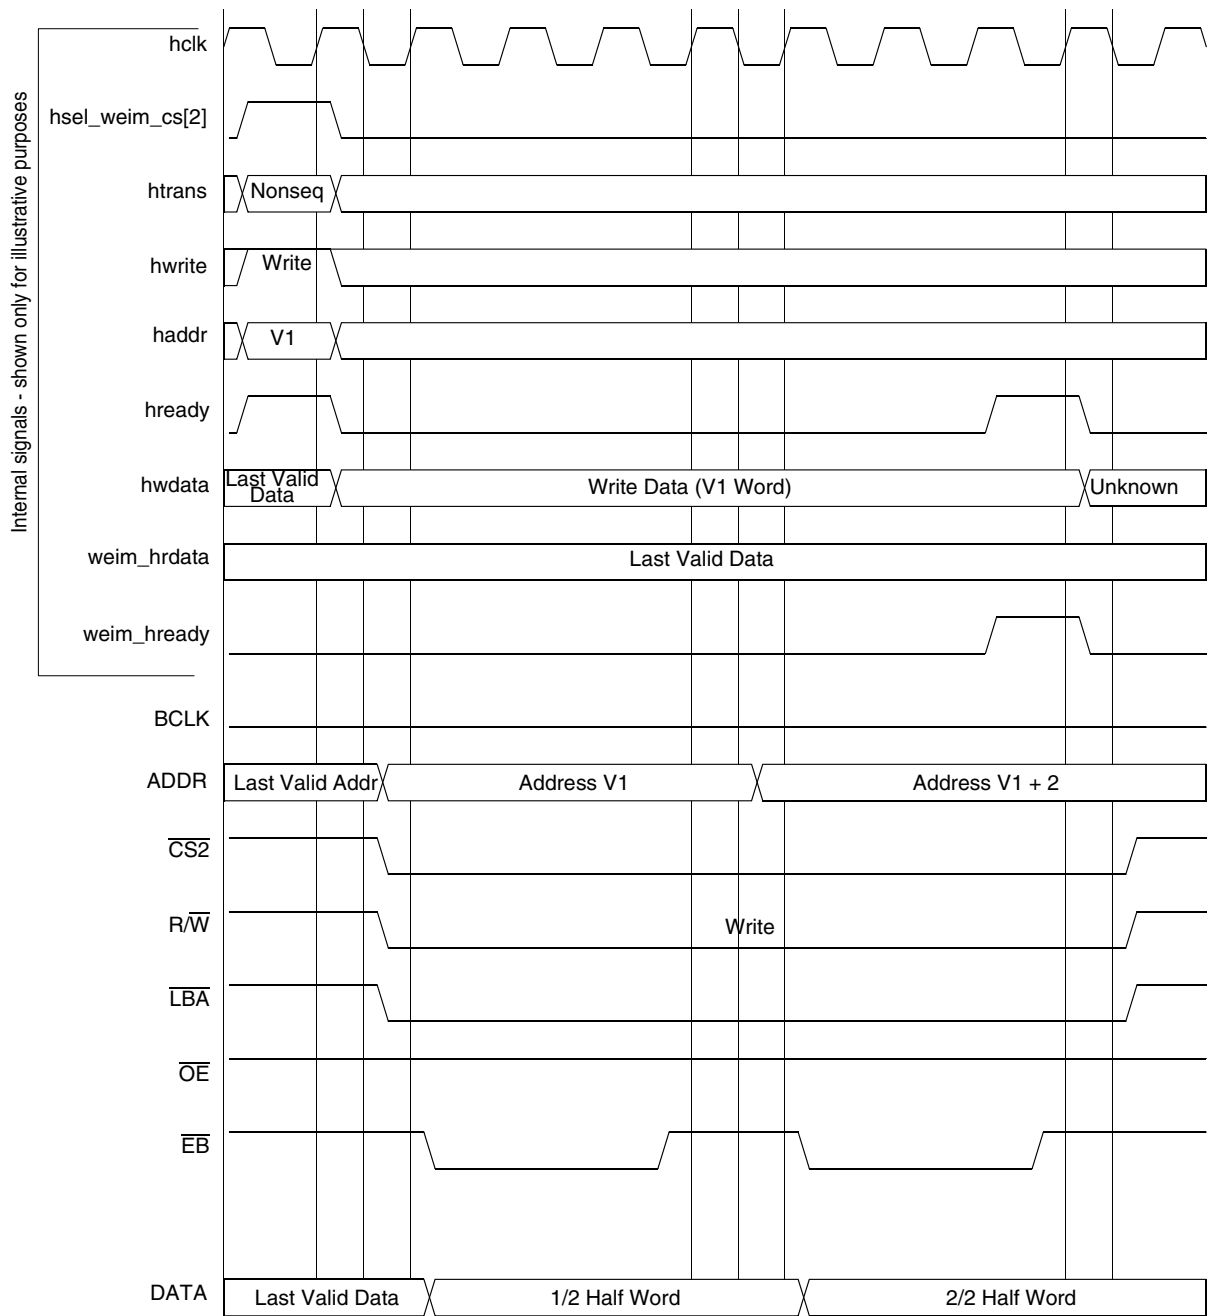 Internal signals - shown only for illustrative purposes
hclk
hsel_weim_cs[2]
htrans
Nonseq
hwrite
Write
haddr
V1
hready
hwdata
Last Valid
Data
Write Data (V1 Word)
Unknown
weim_hrdata
Last Valid Data
weim_hready
BCLK
ADDR
Last Valid Addr
Address V1
Address V1 + 2
CS2
R/W
Write
LBA
OE
EB
DATA
Last Valid Data
1/2 Half Word
2/2 Half Word